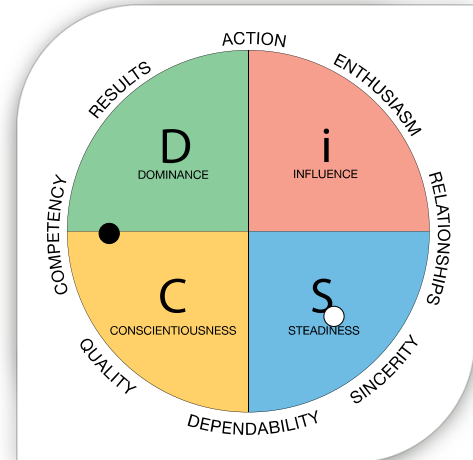 ACTION
ENTHUSIASM
RELATIONSHIPS
SINCERITY
DEPENDABILITY
QUALITY
COMPETENCY
RESULTS
D
DOMINANCE
i
INFLUENCE
C
CONSCIENTIOUSNESS
S
STEADINESS